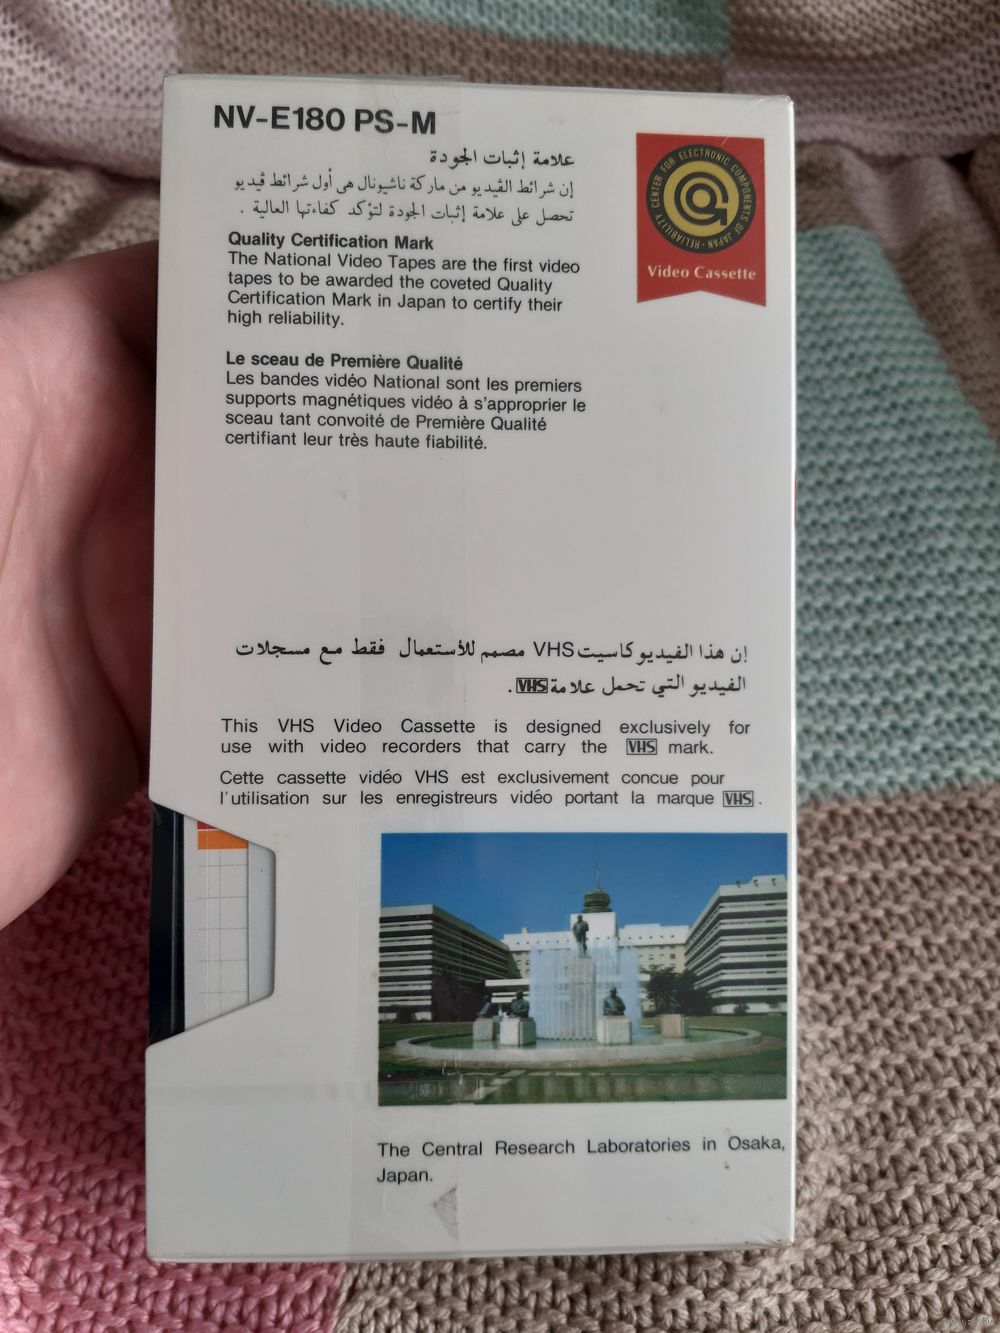 NV-E180 PS-M
علامة إثبات الجودة
إن شرائط الڤيديو من ماركة ناشيونال هى أول شرائط ڤيديو
تحصل على علامة إثبات الجودة لتؤكد كفاءتها العالية .
Quality Certification Mark
The National Video Tapes are the first video
tapes to be awarded the coveted Quality
Certification Mark in Japan to certify their
high reliability.
RELIABILITY CENTER FOR ELECTRONIC COMPONENTS OF JAPAN •
Video Cassette
Le sceau de Première Qualité
Les bandes vidéo National sont les premiers
supports magnétiques vidéo à s'approprier le
sceau tant convoité de Première Qualité
certifiant leur très haute fiabilité.
إن هذا الفيديو كاسيت VHS مصمم للأستعمال فقط مع مسجلات
الفيديو التي تحمل علامة VHS.
This VHS Video Cassette is designed exclusively for
use with video recorders that carry the VHS mark.
Cette cassette vidéo VHS est exclusivement concue pour
l'utilisation sur les enregistreurs vidéo portant la marque VHS.
The Central Research Laboratories in Osaka,
Japan.